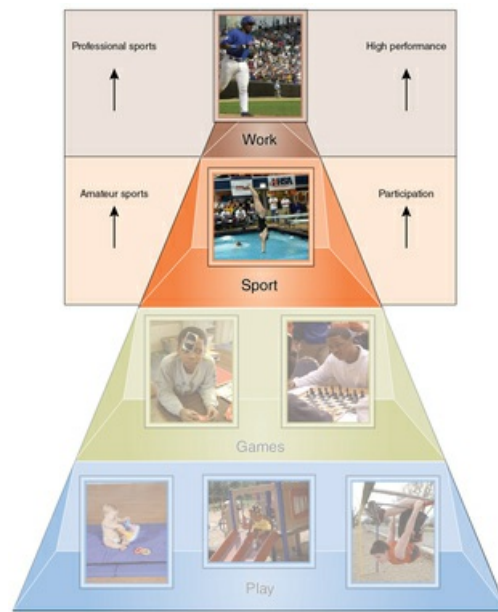 Professional sports
High performance
Work
Amateur sports
Participation
Sport
Games
Play